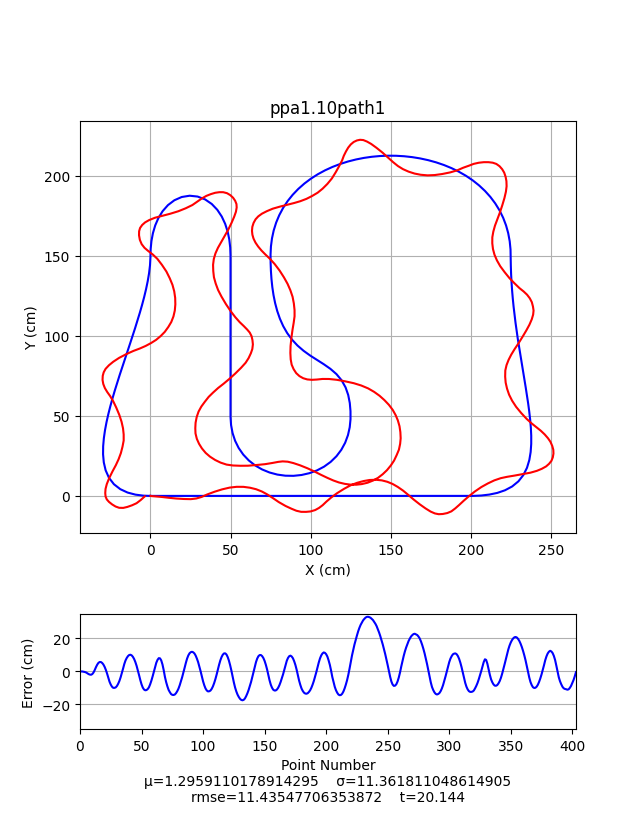 ppa1.10path1
200
150
100
50
0
Y (cm)
0 50 100 150 200 250
X (cm)
20
0
−20
Error (cm)
0 50 100 150 200 250 300 350 400
Point Number
μ=1.2959110178914295 σ=11.361811048614905
rmse=11.43547706353872 t=20.144